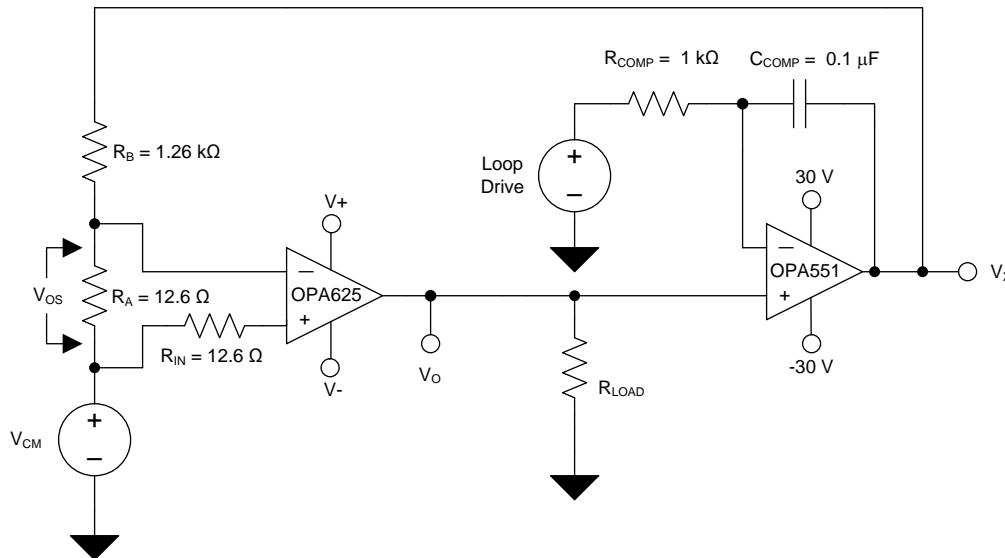 R_COMP = 1 kΩ
C_COMP = 0.1 μF
R_B = 1.26 kΩ
Loop
Drive
+
–
30 V
V+
V_OS
R_A = 12.6 Ω
–
OPA625
+
–
OPA551
+
R_IN = 12.6 Ω
V-
V_O
R_LOAD
-30 V
V_CM
+
–